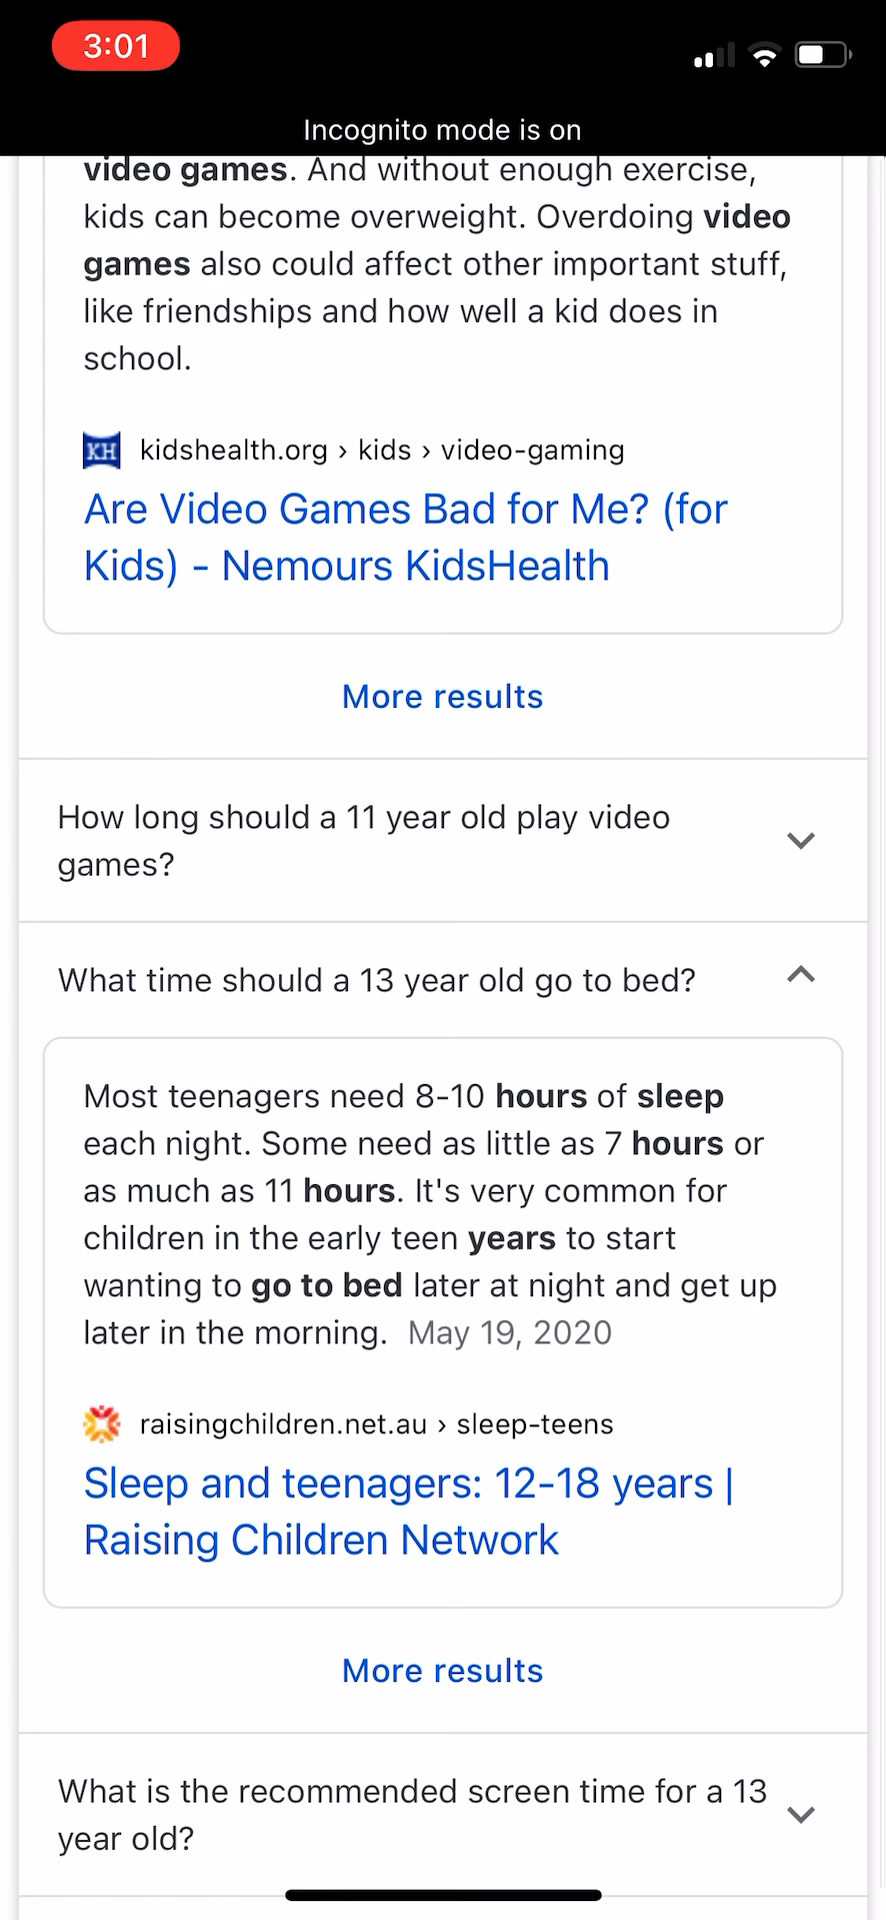 3:01
Incognito mode is on
video games. And without enough exercise,
kids can become overweight. Overdoing video
games also could affect other important stuff,
like friendships and how well a kid does in
school.
KH kidshealth.org › kids › video-gaming
Are Video Games Bad for Me? (for
Kids) - Nemours KidsHealth
More results
How long should a 11 year old play video
games?
What time should a 13 year old go to bed?
Most teenagers need 8-10 hours of sleep
each night. Some need as little as 7 hours or
as much as 11 hours. It's very common for
children in the early teen years to start
wanting to go to bed later at night and get up
later in the morning. May 19, 2020
raisingchildren.net.au › sleep-teens
Sleep and teenagers: 12-18 years |
Raising Children Network
More results
What is the recommended screen time for a 13
year old?